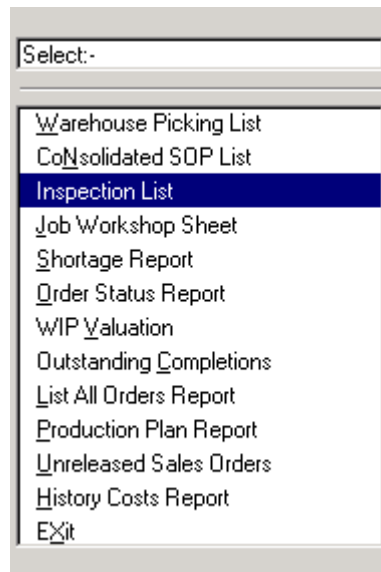 Select:-
Warehouse Picking List
CoNsolidated SOP List
Inspection List
Job Workshop Sheet
Shortage Report
Order Status Report
WIP Valuation
Outstanding Completions
List All Orders Report
Production Plan Report
Unreleased Sales Orders
History Costs Report
EXit